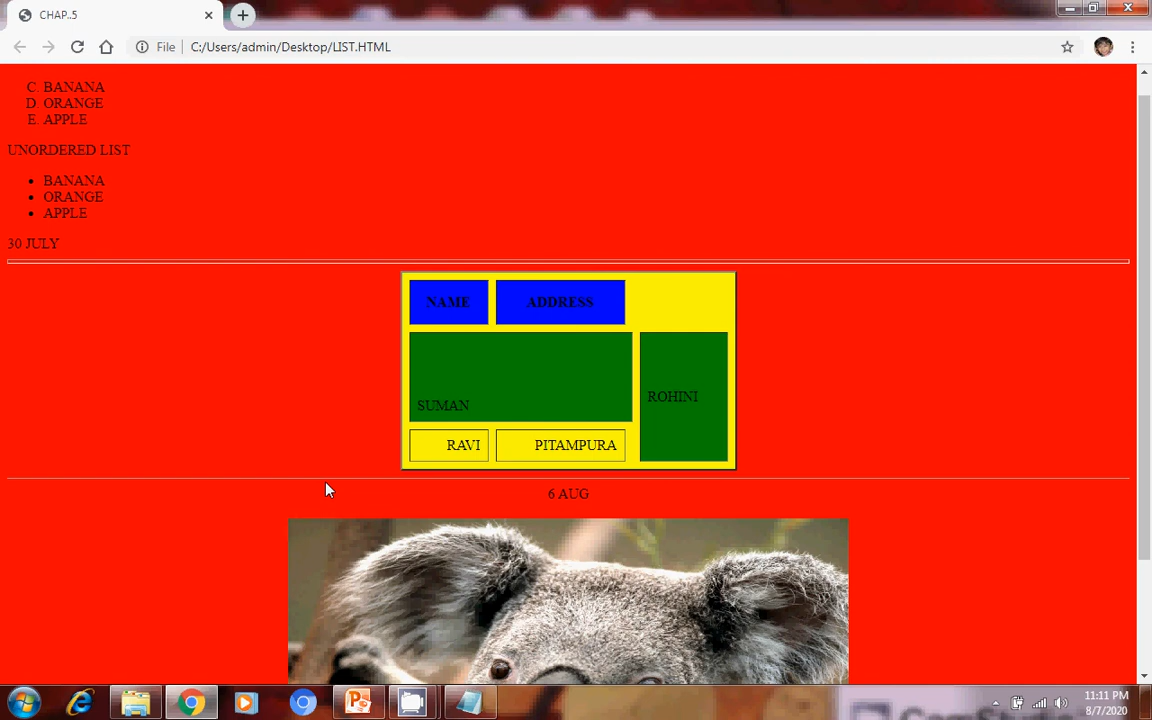 CHAP..5
File
C:/Users/admin/Desktop/LIST.HTML
C. BANANA
D. ORANGE
E. APPLE
UNORDERED LIST
• BANANA
• ORANGE
• APPLE
30 JULY
NAME ADDRESS
SUMAN ROHINI
RAVI PITAMPURA
6 AUG
11:11 PM
8/7/2020